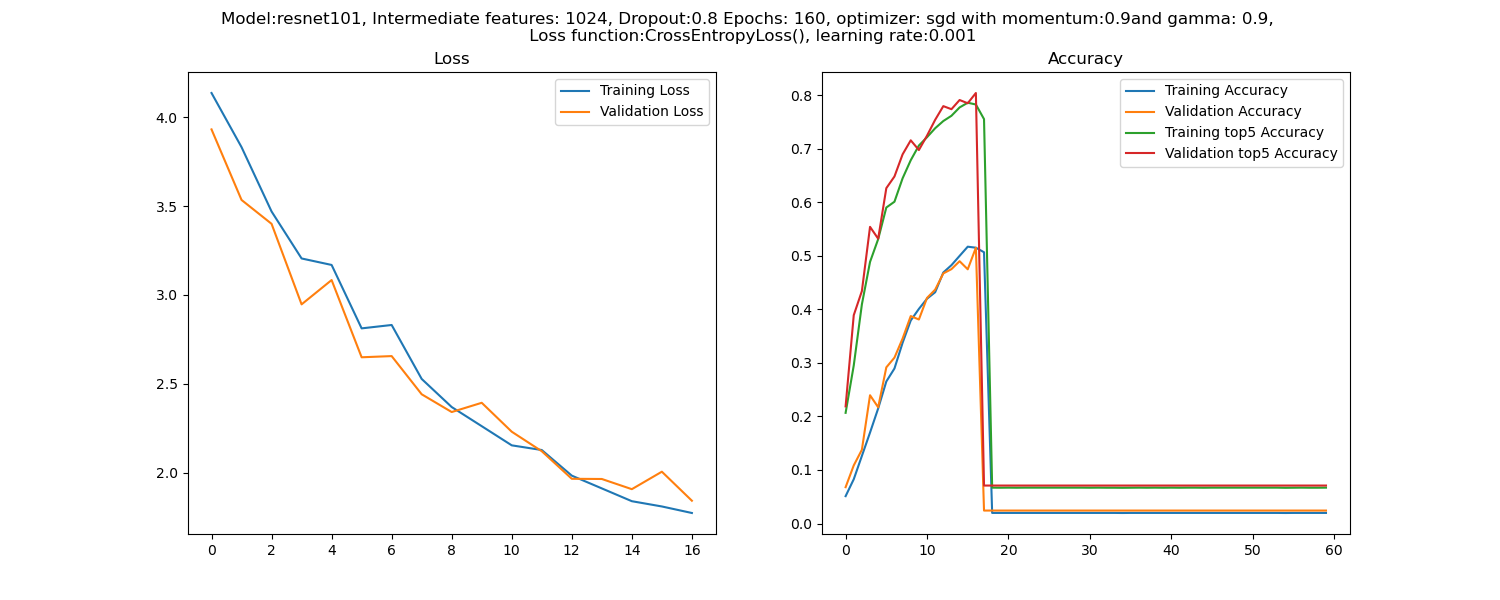 Model:resnet101, Intermediate features: 1024, Dropout:0.8 Epochs: 160, optimizer: sgd with momentum:0.9and gamma: 0.9,
Loss function:CrossEntropyLoss(), learning rate:0.001
Loss
Training Loss
Validation Loss
4.0
3.5
3.0
2.5
2.0
0 2 4 6 8 10 12 14 16
Accuracy
Training Accuracy
Validation Accuracy
Training top5 Accuracy
Validation top5 Accuracy
0.8
0.7
0.6
0.5
0.4
0.3
0.2
0.1
0.0
0 10 20 30 40 50 60